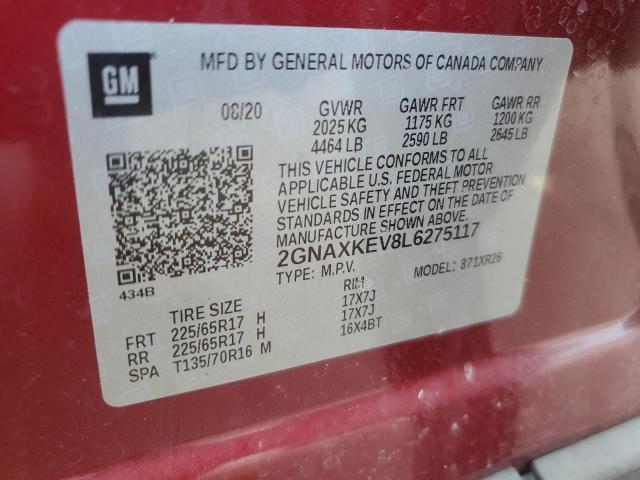 GM
MFD BY GENERAL MOTORS OF CANADA COMPANY
08/20 GVWR GAWR FRT GAWR RR
2025 KG 1175 KG 1200 KG
4464 LB 2590 LB 2645 LB
THIS VEHICLE CONFORMS TO ALL
APPLICABLE U.S. FEDERAL MOTOR
VEHICLE SAFETY AND THEFT PREVENTION
STANDARDS IN EFFECT ON THE DATE OF
MANUFACTURE SHOWN ABOVE.
2GNAXKEV8L6275117
TYPE: M.P.V. MODEL: 871XR26
434B
TIRE SIZE RIM
FRT 225/65R17 H 17X7J
RR 225/65R17 H 17X7J
SPA T135/70R16 M 16X4BT